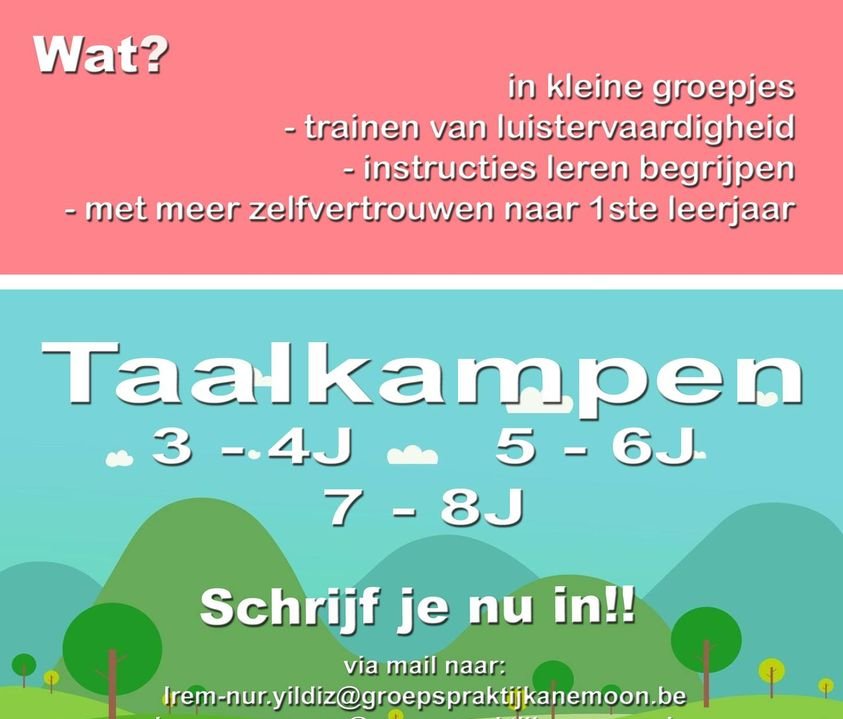 Wat?
in kleine groepjes
- trainen van luistervaardigheid
- instructies leren begrijpen
- met meer zelfvertrouwen naar 1ste leerjaar
Taalkampen
3 - 4J 5 - 6J
7 - 8J
Schrijf je nu in!!
via mail naar:
Irem-nur.yildiz@groepspraktijkanemoon.be